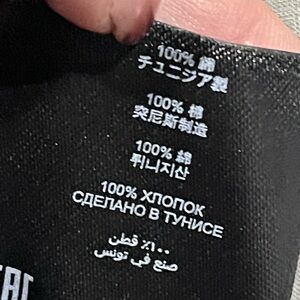 100% 綿
チュニジア製
100% 棉
突尼斯制造
100% 綿
튀니지산
100% ХЛОПОК
СДЕЛАНО В ТУНИСЕ
١٠٠٪ قطن
صنع في تونس